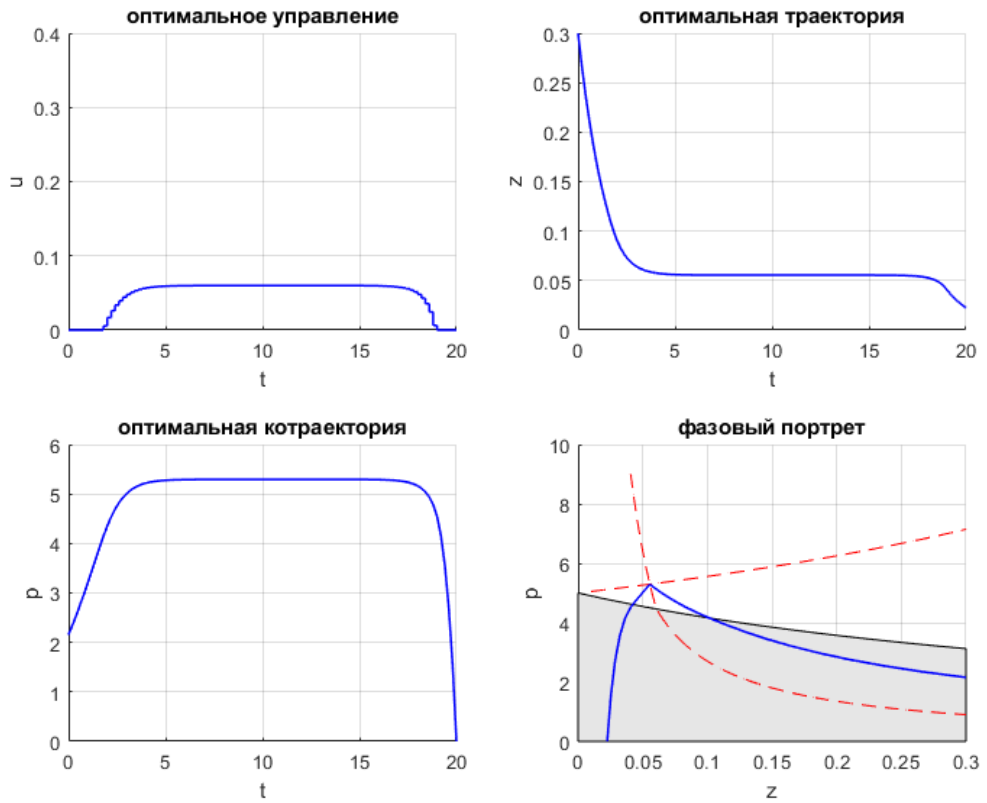 оптимальное управление
0.4
0.3
0.2
0.1
0
u
0 5 10 15 20
t
оптимальная траектория
0.3
0.25
0.2
0.15
0.1
0.05
0
z
0 5 10 15 20
t
оптимальная котраектория
6
5
4
3
2
1
0
p
0 5 10 15 20
t
фазовый портрет
10
8
6
4
2
0
p
0 0.05 0.1 0.15 0.2 0.25 0.3
z